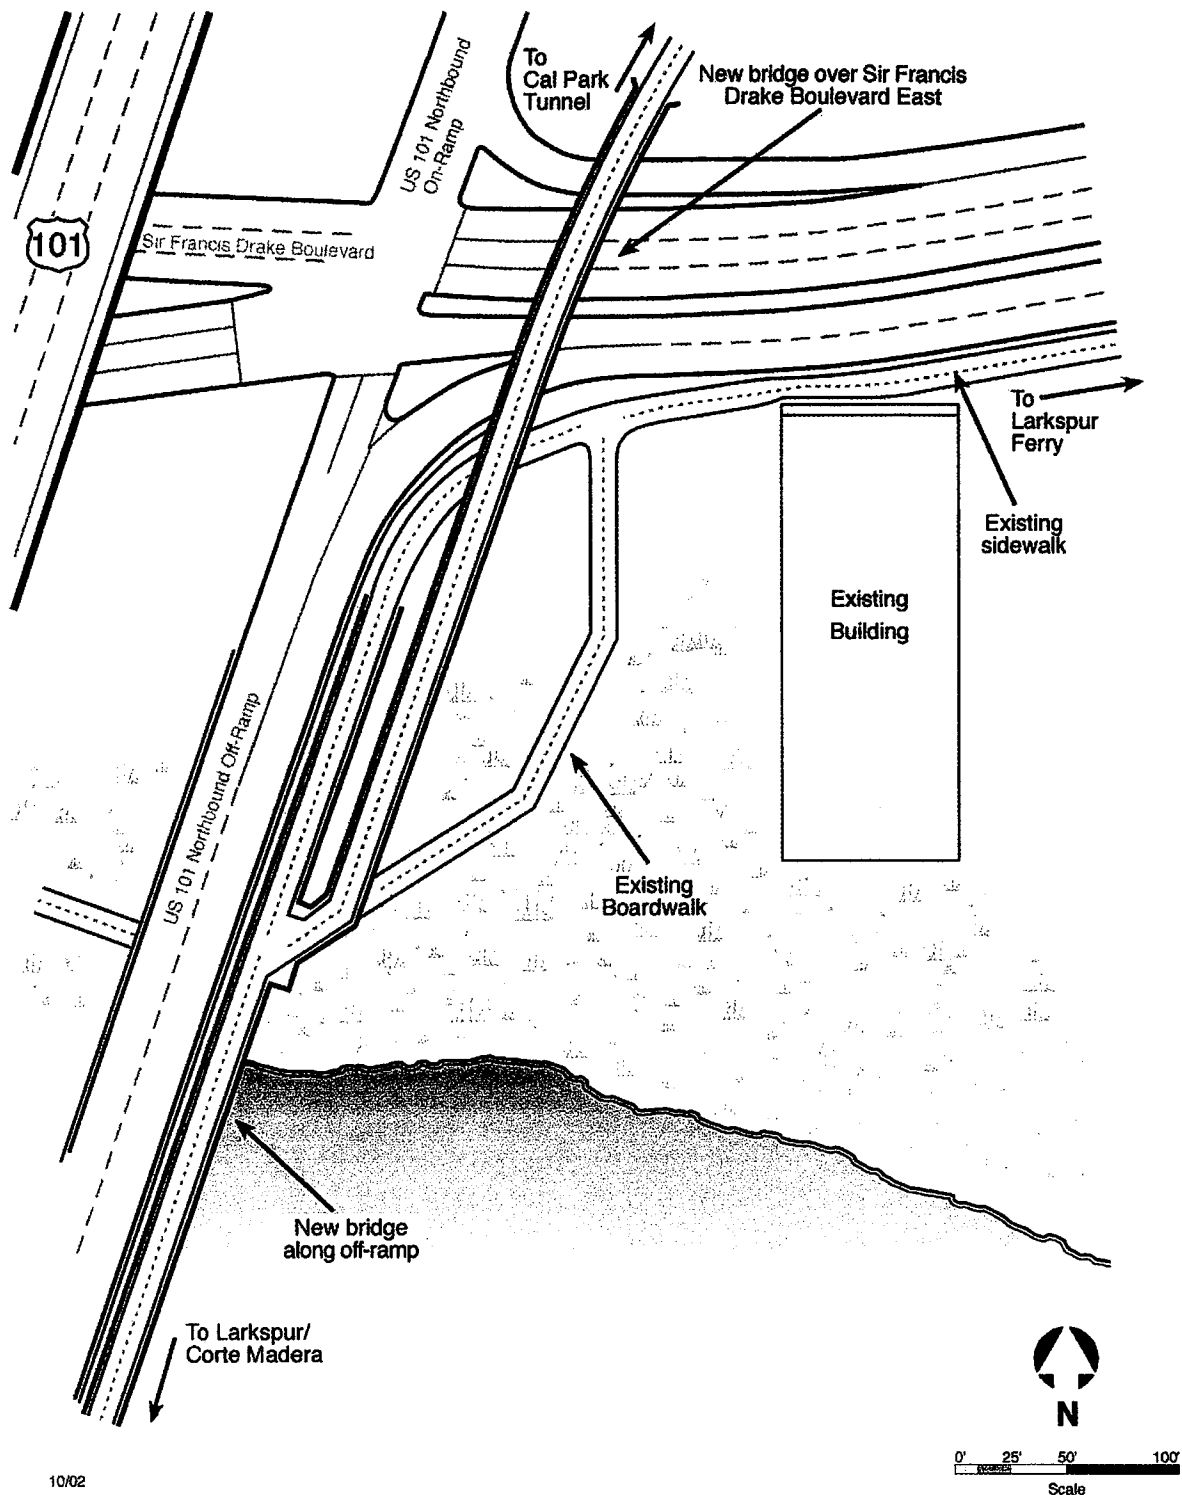 To
Cal Park
Tunnel
New bridge over Sir Francis
Drake Boulevard East
US 101 Northbound
On-Ramp
101
Sir Francis Drake Boulevard
To
Larkspur
Ferry
Existing
sidewalk
Existing
Building
US 101 Northbound Off-Ramp
Existing
Boardwalk
New bridge
along off-ramp
To Larkspur/
Corte Madera
N
0' 25' 50' 100'
Scale
10/02